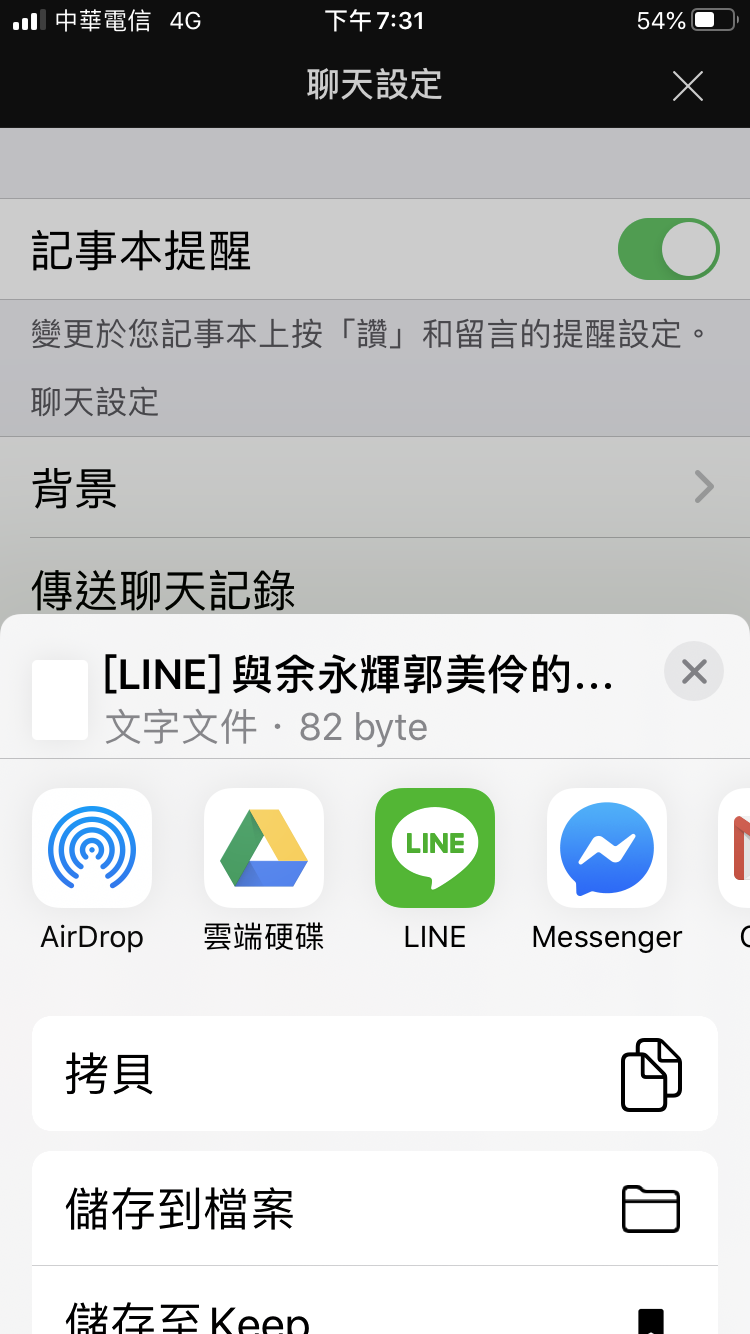 中華電信 4G 下午7:31 54%
聊天設定
記事本提醒
變更於您記事本上按「讚」和留言的提醒設定。
聊天設定
背景
傳送聊天記錄
[LINE] 與余永輝郭美伶的...
文字文件 · 82 byte
LINE
AirDrop 雲端硬碟 LINE Messenger
拷貝
儲存到檔案
儲存至 Keep